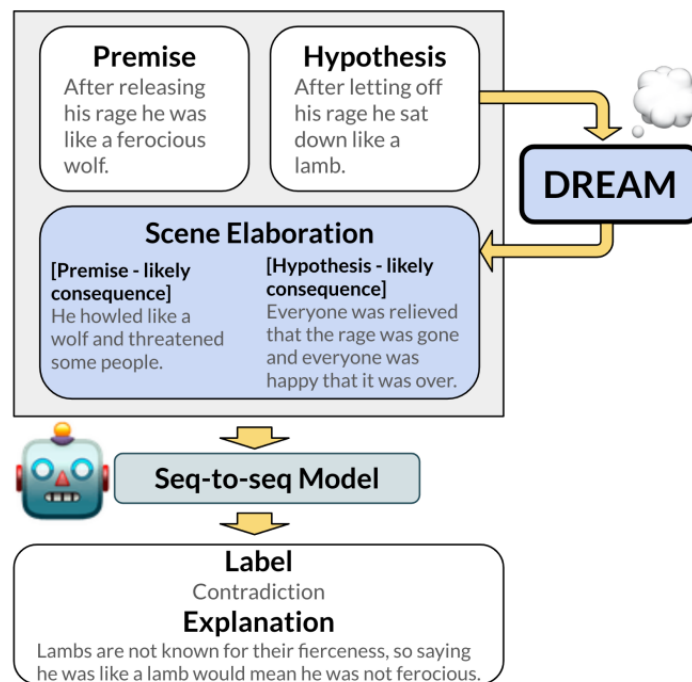 Premise
After releasing
his rage he was
like a ferocious
wolf.
Hypothesis
After letting off
his rage he sat
down like a
lamb.
DREAM
Scene Elaboration
[Premise - likely
consequence]
He howled like a
wolf and threatened
some people.
[Hypothesis - likely
consequence]
Everyone was relieved
that the rage was gone
and everyone was
happy that it was over.
Seq-to-seq Model
Label
Contradiction
Explanation
Lambs are not known for their fierceness, so saying
he was like a lamb would mean he was not ferocious.